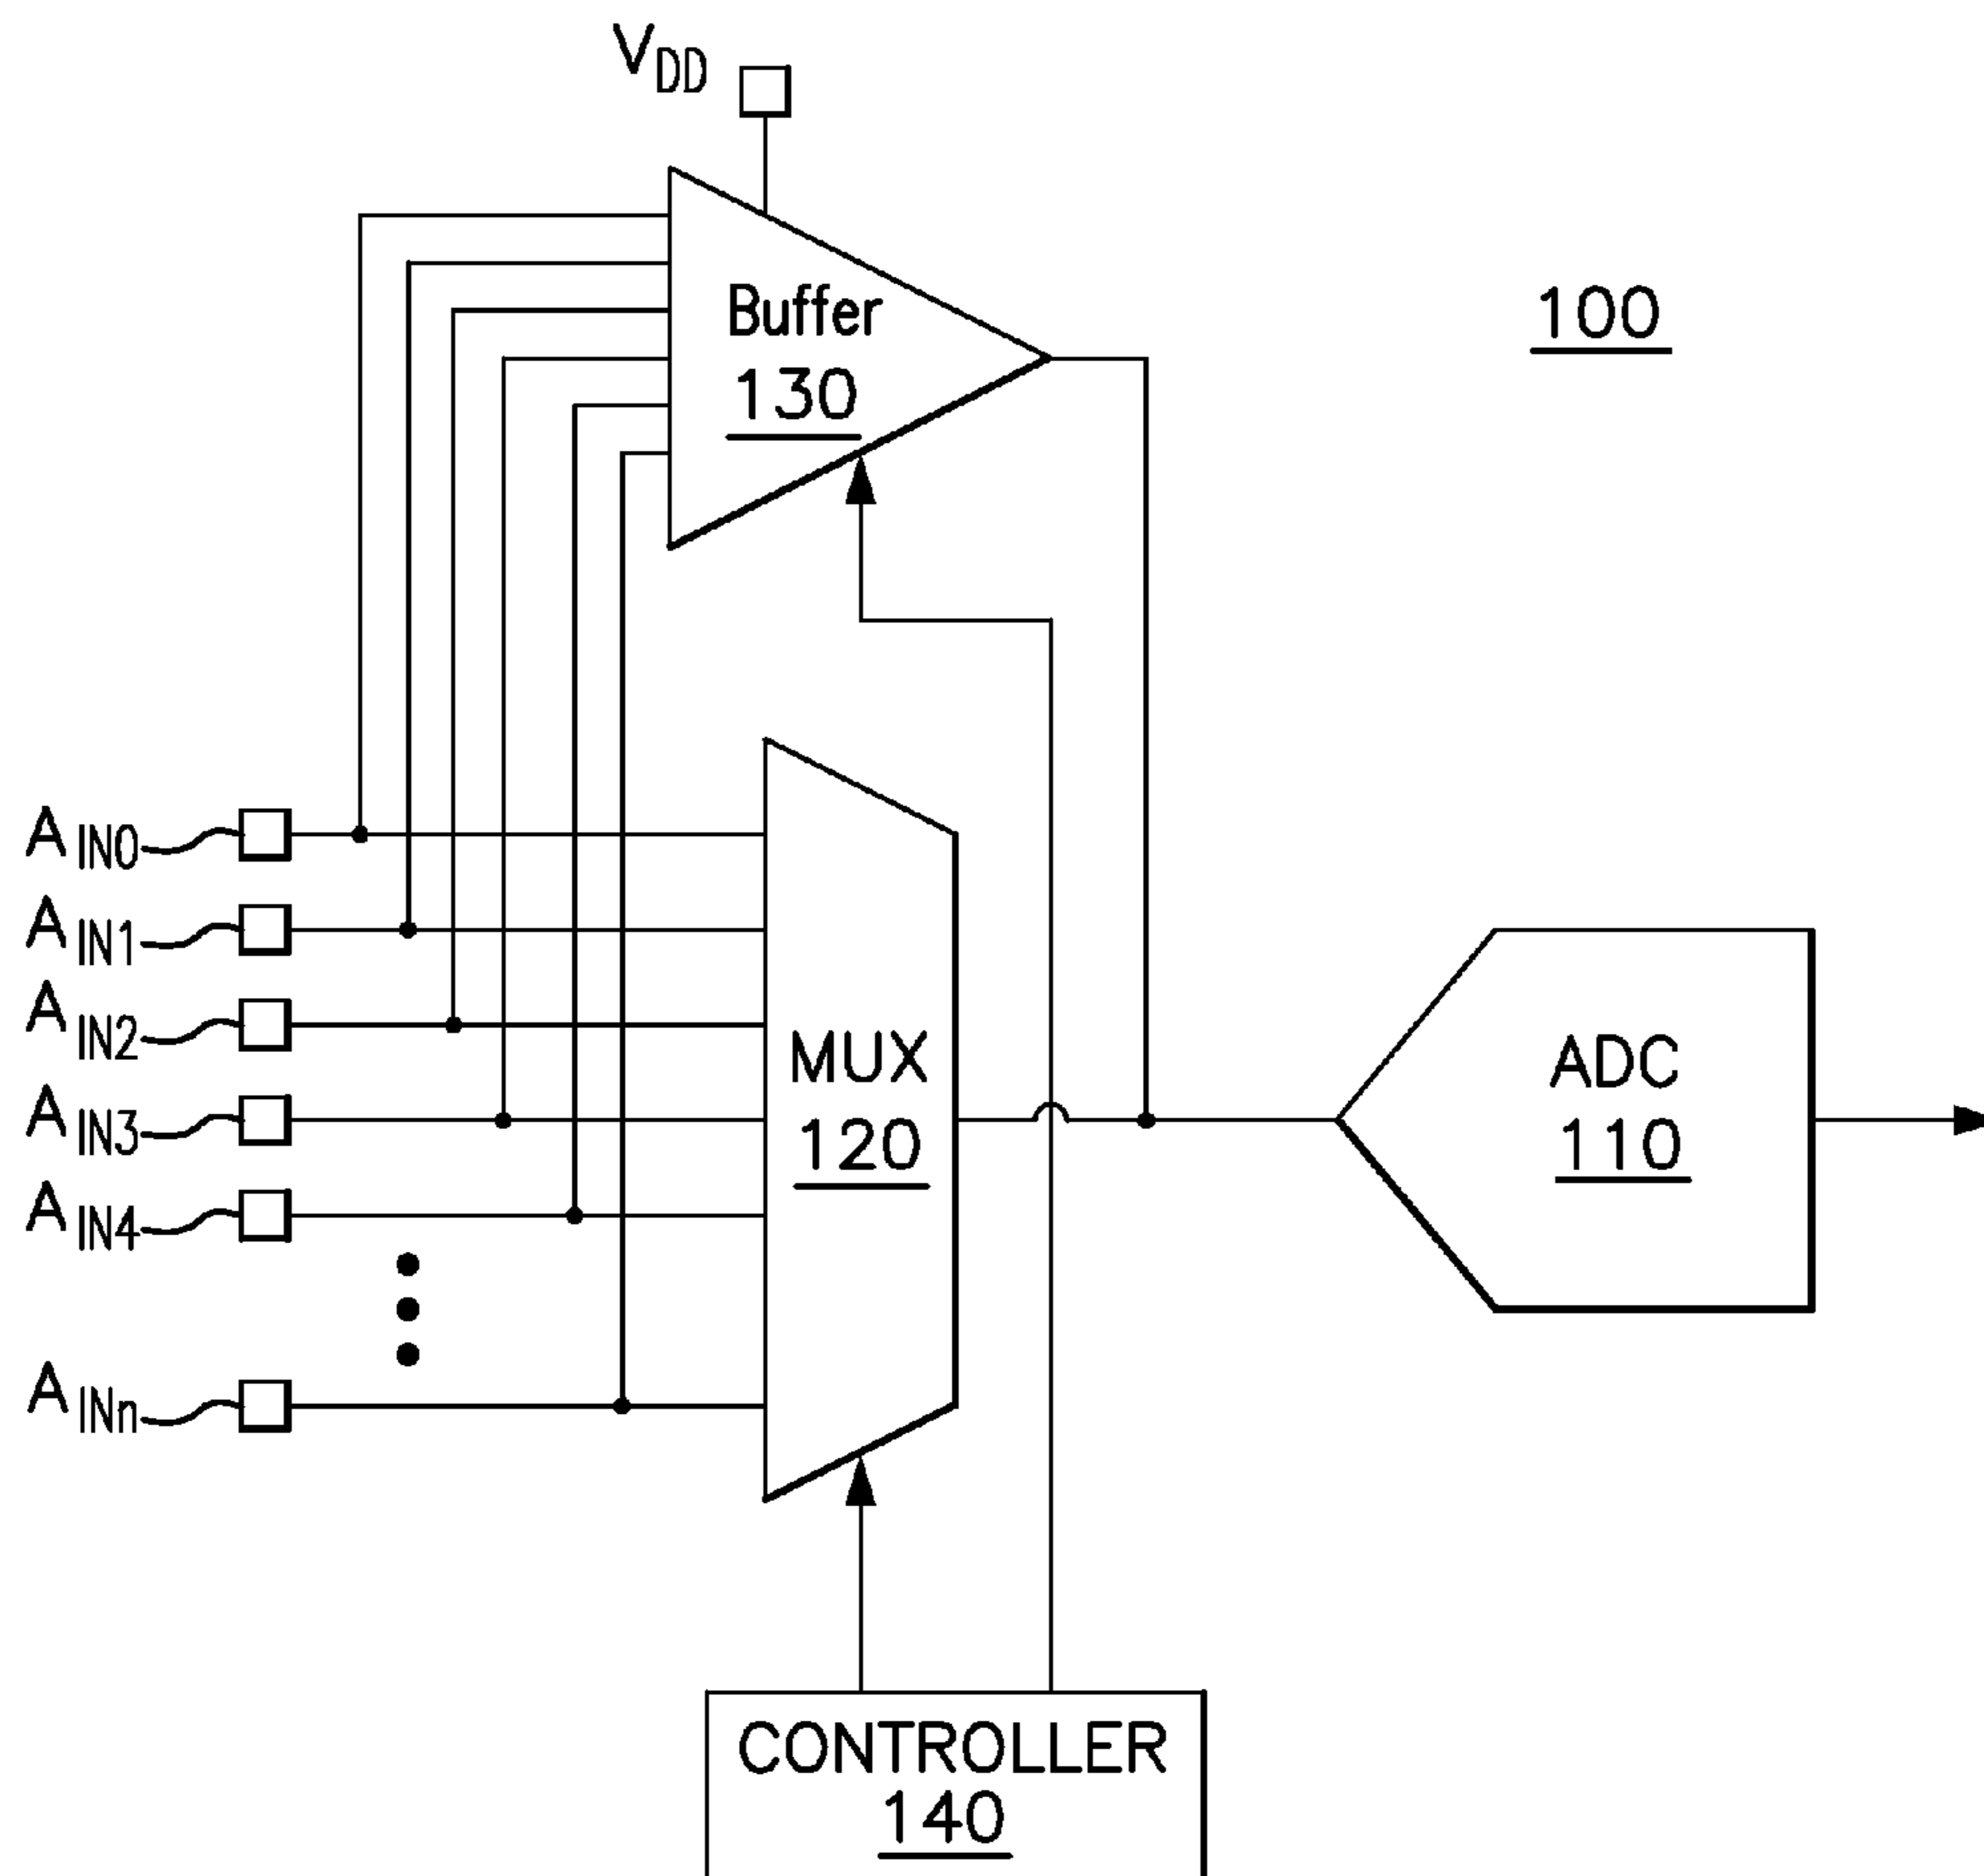 VDD
Buffer
130
100
AIN0
AIN1
AIN2
AIN3
AIN4
AINn
MUX
120
ADC
110
CONTROLLER
140